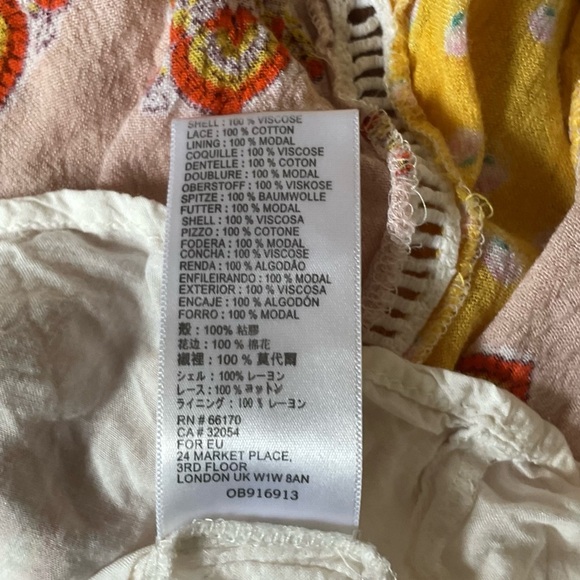 SHELL : 100 % VISCOSE
LACE : 100 % COTTON
LINING : 100 % MODAL
COQUILLE : 100 % VISCOSE
DENTELLE : 100 % COTON
DOUBLURE : 100 % MODAL
OBERSTOFF : 100 % VISKOSE
SPITZE : 100 % BAUMWOLLE
FUTTER : 100 % MODAL
SHELL : 100 % VISCOSA
PIZZO : 100 % COTONE
FODERA : 100 % MODAL
CONCHA : 100 % VISCOSE
RENDA : 100 % ALGODÃO
ENFILEIRANDO : 100 % MODAL
EXTERIOR : 100 % VISCOSA
ENCAJE : 100 % ALGODÓN
FORRO : 100 % MODAL
殼 : 100% 粘膠
花边 : 100 % 棉花
襯裡 : 100 % 莫代爾
シェル : 100% レーヨン
レース : 100% コットン
ライニング : 100% レーヨン
RN # 66170
CA # 32054
FOR EU
24 MARKET PLACE,
3RD FLOOR
LONDON UK W1W 8AN
OB916913